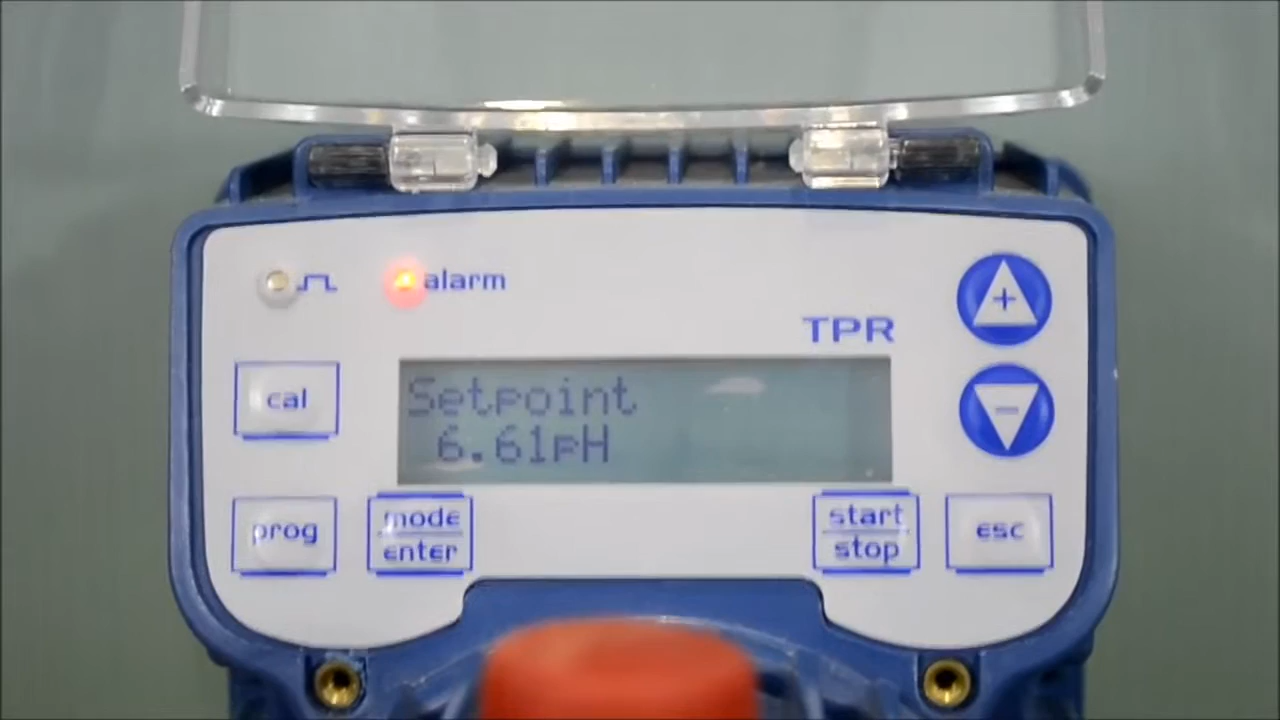 alarm
TPR
+
cal
Setpoint
6.61pH
−
prog
mode
enter
start
stop
esc